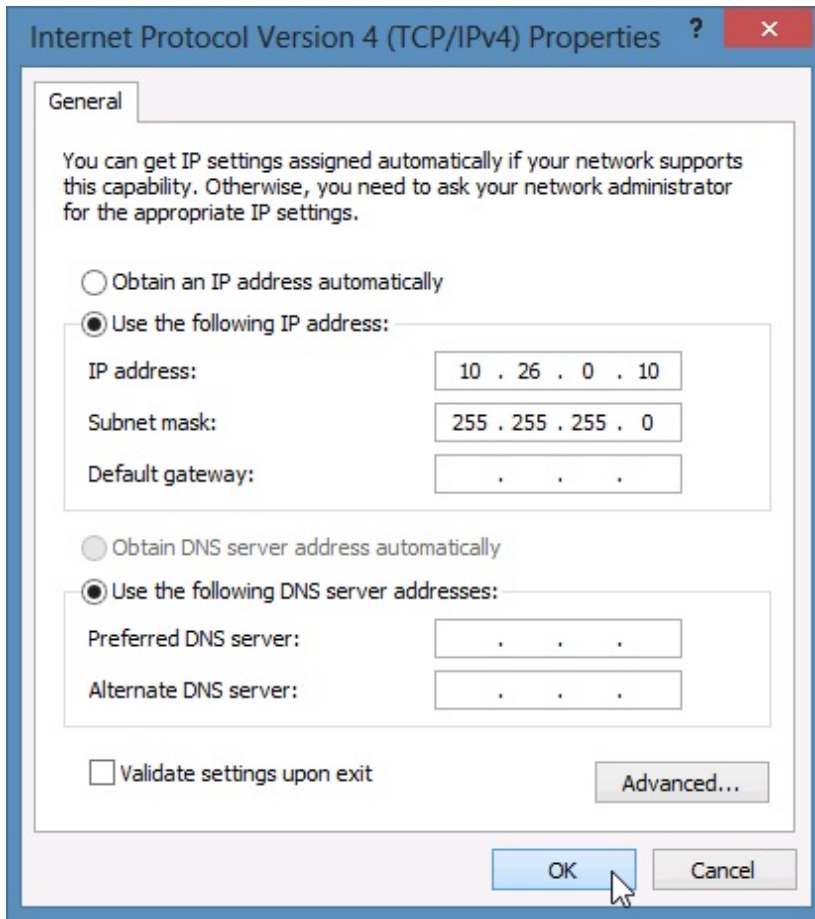 Internet Protocol Version 4 (TCP/IPv4) Properties ?
General
You can get IP settings assigned automatically if your network supports
this capability. Otherwise, you need to ask your network administrator
for the appropriate IP settings.
Obtain an IP address automatically
Use the following IP address:
IP address: 10 . 26 . 0 . 10
Subnet mask: 255 . 255 . 255 . 0
Default gateway: . . .
Obtain DNS server address automatically
Use the following DNS server addresses:
Preferred DNS server: . . .
Alternate DNS server: . . .
Validate settings upon exit
Advanced...
OK Cancel